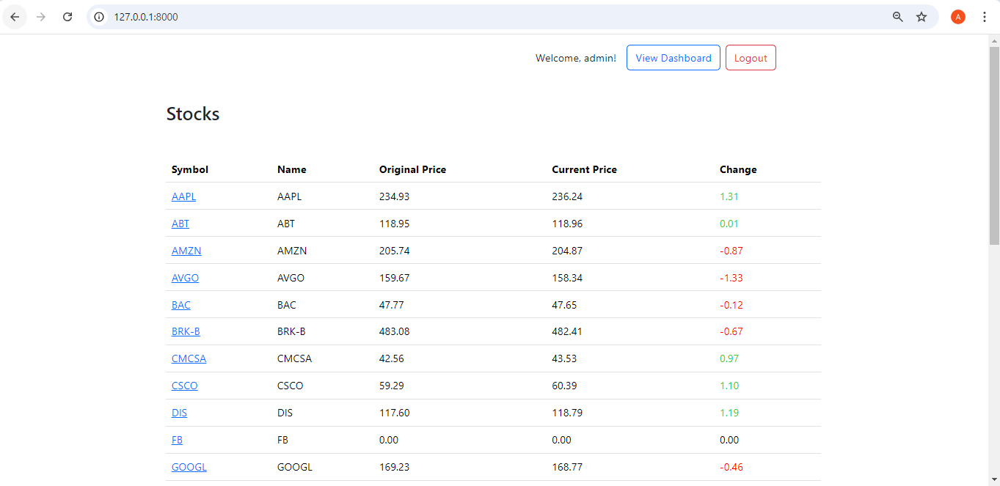 127.0.0.1:8000
A
Welcome, admin! View Dashboard Logout
Stocks
Symbol Name Original Price Current Price Change
AAPL AAPL 234.93 236.24 1.31
ABT ABT 118.95 118.96 0.01
AMZN AMZN 205.74 204.87 -0.87
AVGO AVGO 159.67 158.34 -1.33
BAC BAC 47.77 47.65 -0.12
BRK-B BRK-B 483.08 482.41 -0.67
CMCSA CMCSA 42.56 43.53 0.97
CSCO CSCO 59.29 60.39 1.10
DIS DIS 117.60 118.79 1.19
FB FB 0.00 0.00 0.00
GOOGL GOOGL 169.23 168.77 -0.46